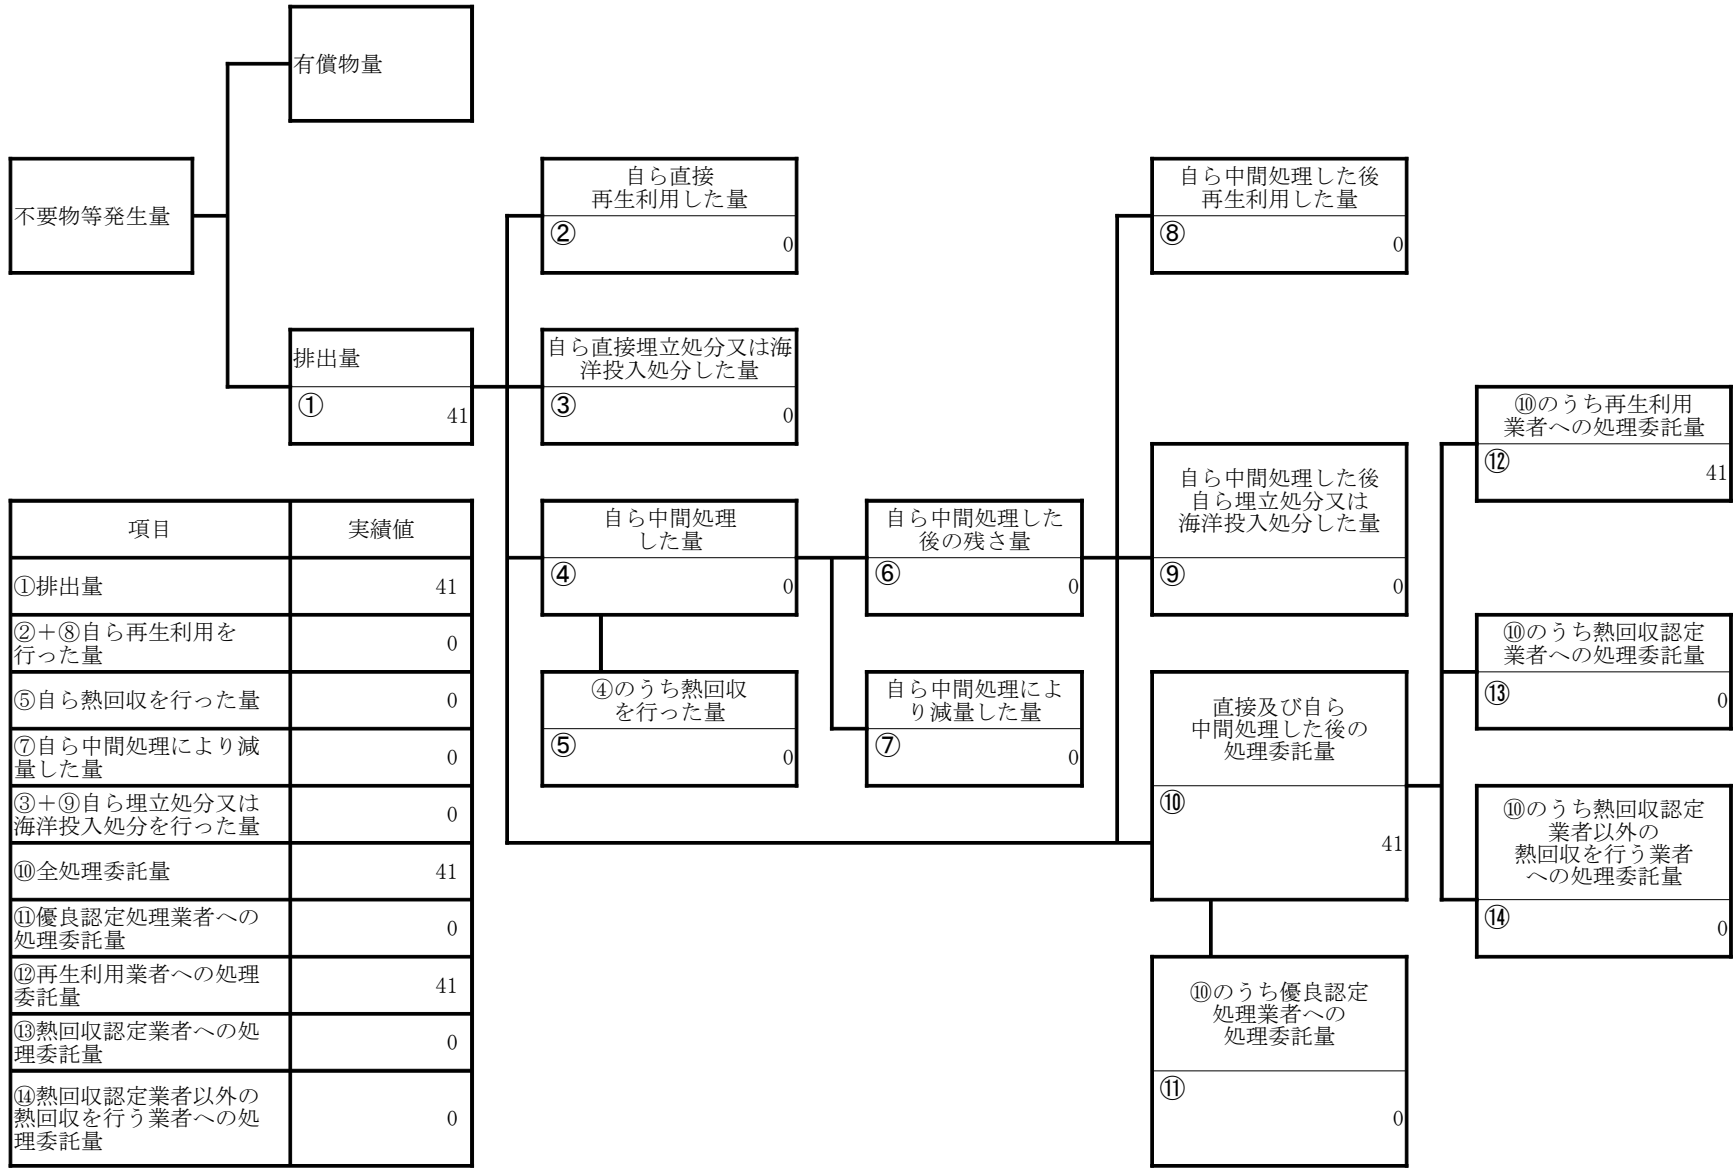 有償物量
不要物等発生量
自ら直接
再生利用した量
②
0
自ら中間処理した後
再生利用した量
⑧
0
排出量
①
41
自ら直接埋立処分又は海
洋投入処分した量
③
0
⑩のうち再生利用
業者への処理委託量
⑫
41
自ら中間処理
した量
④
0
自ら中間処理した
後の残さ量
⑥
0
自ら中間処理した後
自ら埋立処分又は
海洋投入処分した量
⑨
0
⑩のうち熱回収認定
業者への処理委託量
⑬
0
④のうち熱回収
を行った量
⑤
0
自ら中間処理によ
り減量した量
⑦
0
直接及び自ら
中間処理した後の
処理委託量
⑩
41
⑩のうち熱回収認定
業者以外の
熱回収を行う業者
への処理委託量
⑭
0
⑩のうち優良認定
処理業者への
処理委託量
⑪
0
項目 実績値
①排出量 41
②+⑧自ら再生利用を
行った量 0
⑤自ら熱回収を行った量 0
⑦自ら中間処理により減
量した量 0
③+⑨自ら埋立処分又は
海洋投入処分を行った量 0
⑩全処理委託量 41
⑪優良認定処理業者への
処理委託量 0
⑫再生利用業者への処理
委託量 41
⑬熱回収認定業者への処
理委託量 0
⑭熱回収認定業者以外の
熱回収を行う業者への処
理委託量 0